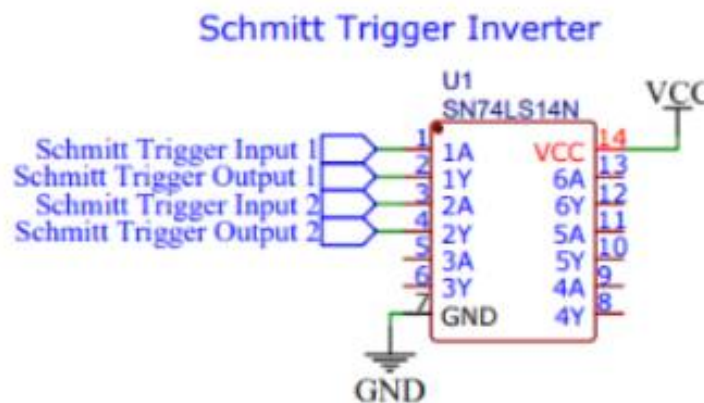 Schmitt Trigger Inverter
U1
SN74LS14N
VCC
Schmitt Trigger Input 1
Schmitt Trigger Output 1
Schmitt Trigger Input 2
Schmitt Trigger Output 2
1 1A VCC 14
2 1Y 6A 13
3 2A 6Y 12
4 2Y 5A 11
5 3A 5Y 10
6 3Y 4A 9
7 GND 4Y 8
GND